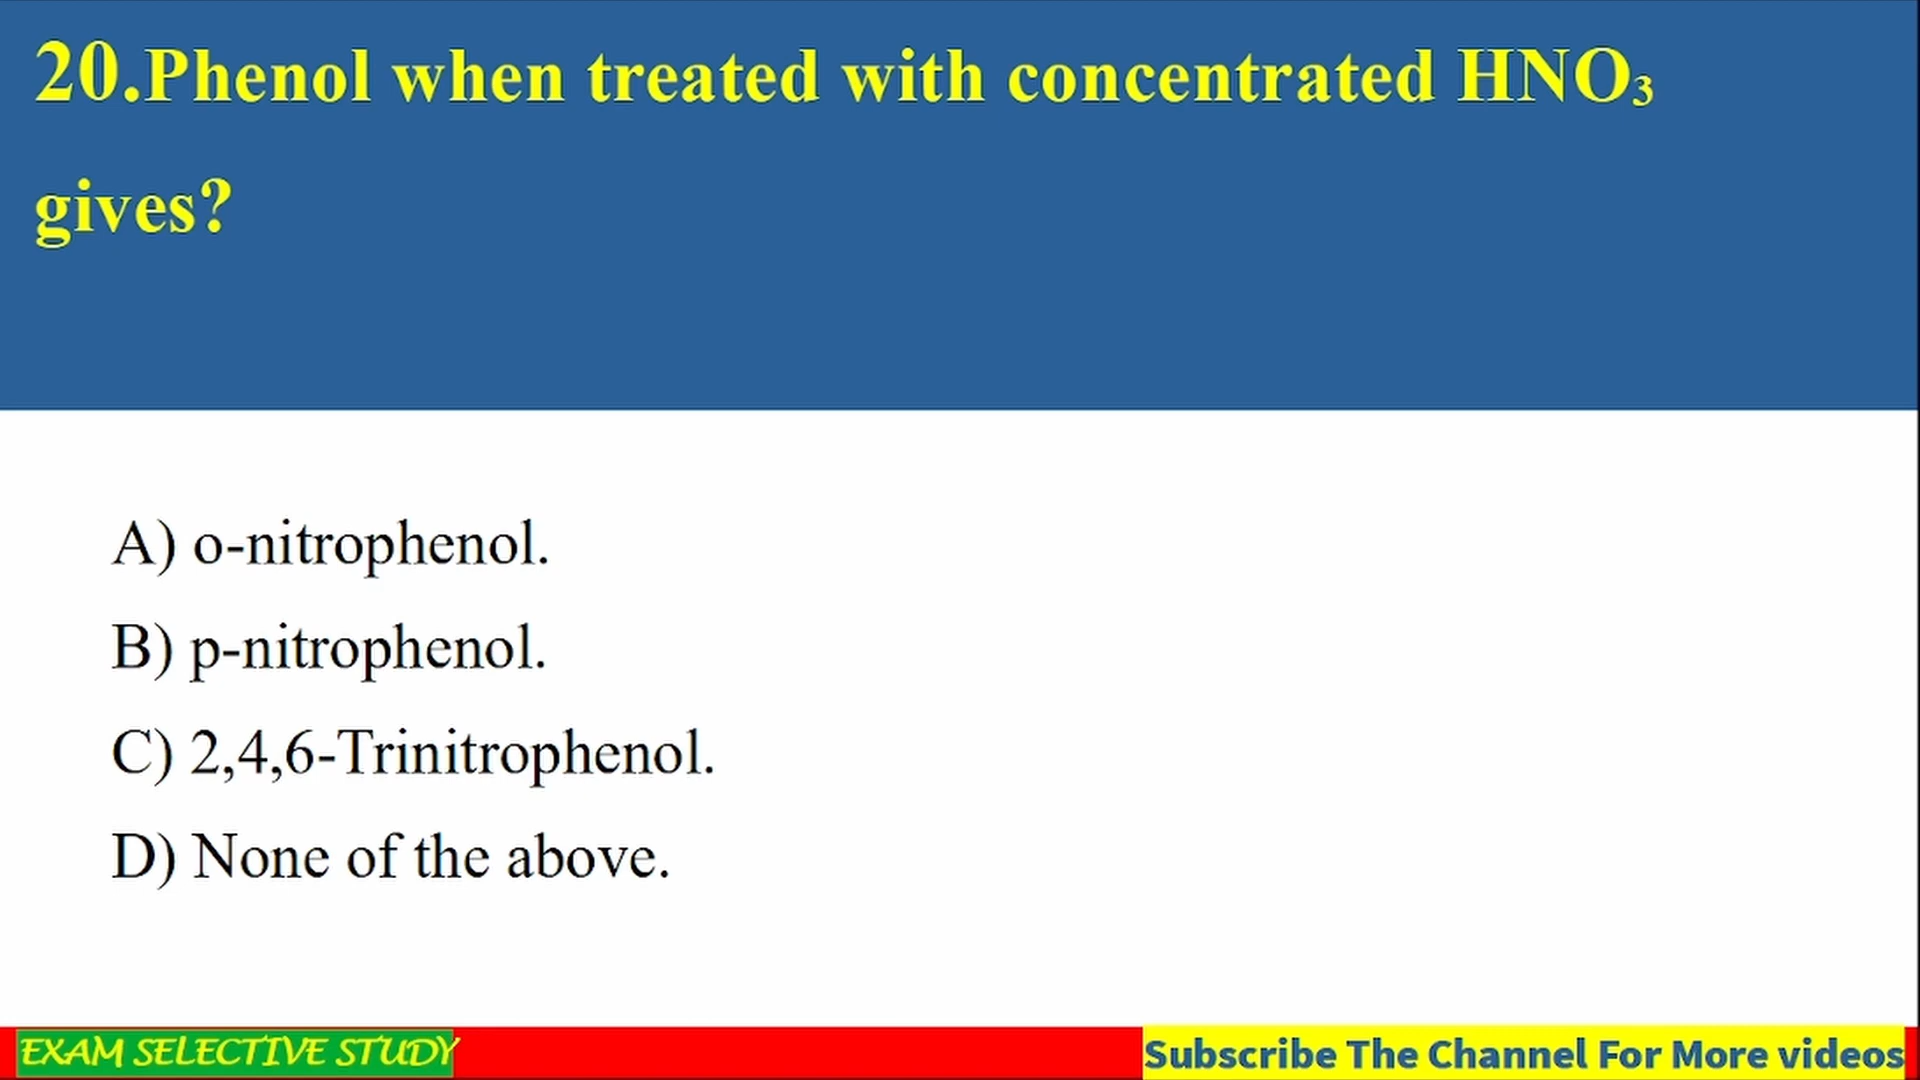 20.Phenol when treated with concentrated HNO₃
gives?
A) o-nitrophenol.
B) p-nitrophenol.
C) 2,4,6-Trinitrophenol.
D) None of the above.
EXAM SELECTIVE STUDY
Subscribe The Channel For More videos